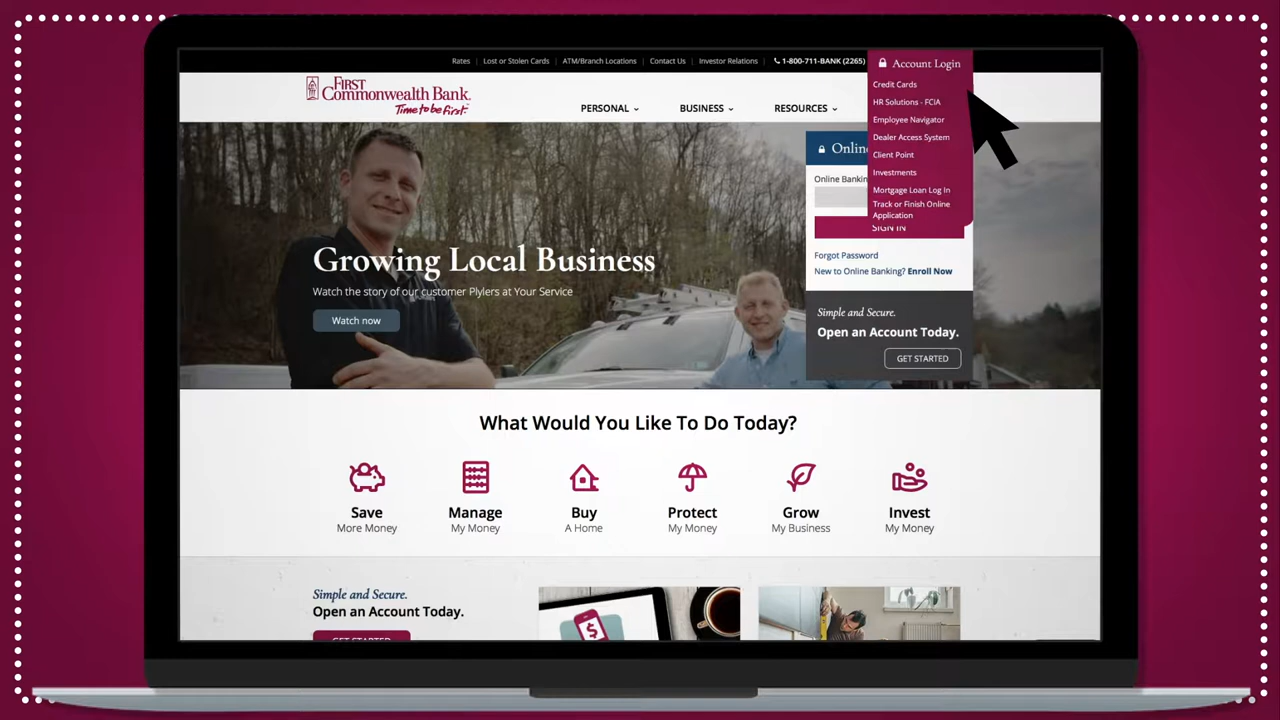 Rates | Lost or Stolen Cards | ATM/Branch Locations | Contact Us | Investor Relations | 1-800-711-BANK (2265)
Account Login
Credit Cards
HR Solutions - FCIA
Employee Navigator
Dealer Access System
Client Point
Investments
Mortgage Loan Log In
Track or Finish Online
Application
FIRST
Commonwealth Bank
Time to be first.
PERSONAL
BUSINESS
RESOURCES
Online Bankin
SIGN IN
Forgot Password
New to Online Banking? Enroll Now
Simple and Secure.
Open an Account Today.
GET STARTED
Growing Local Business
Watch the story of our customer Plylers at Your Service
Watch now
What Would You Like To Do Today?
Save
More Money
Manage
My Money
Buy
A Home
Protect
My Money
Grow
My Business
Invest
My Money
Simple and Secure.
Open an Account Today.
GET STARTED